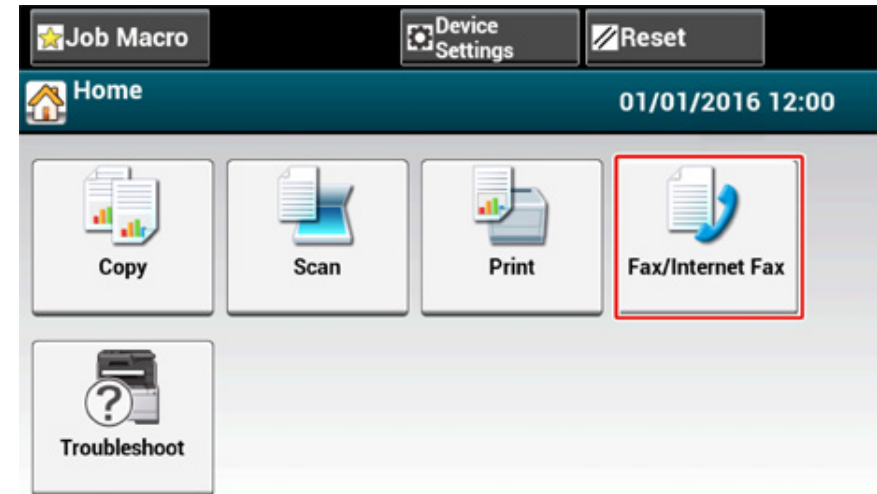 Job Macro
Device
Settings
Reset
Home
01/01/2016 12:00
Copy
Scan
Print
Fax/Internet Fax
?
Troubleshoot